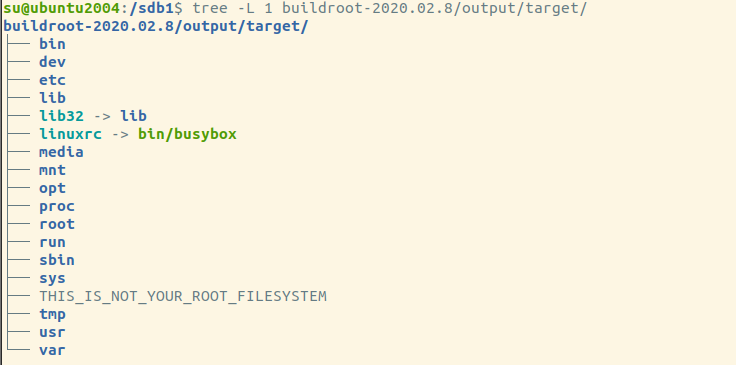 su@ubuntu2004:/sdb1$ tree -L 1 buildroot-2020.02.8/output/target/
buildroot-2020.02.8/output/target/
├── bin
├── dev
├── etc
├── lib
├── lib32 -> lib
├── linuxrc -> bin/busybox
├── media
├── mnt
├── opt
├── proc
├── root
├── run
├── sbin
├── sys
├── THIS_IS_NOT_YOUR_ROOT_FILESYSTEM
├── tmp
├── usr
└── var